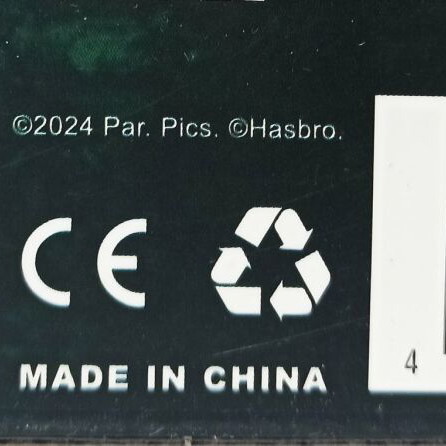 ©2024 Par. Pics. ©Hasbro.
CE
MADE IN CHINA
4